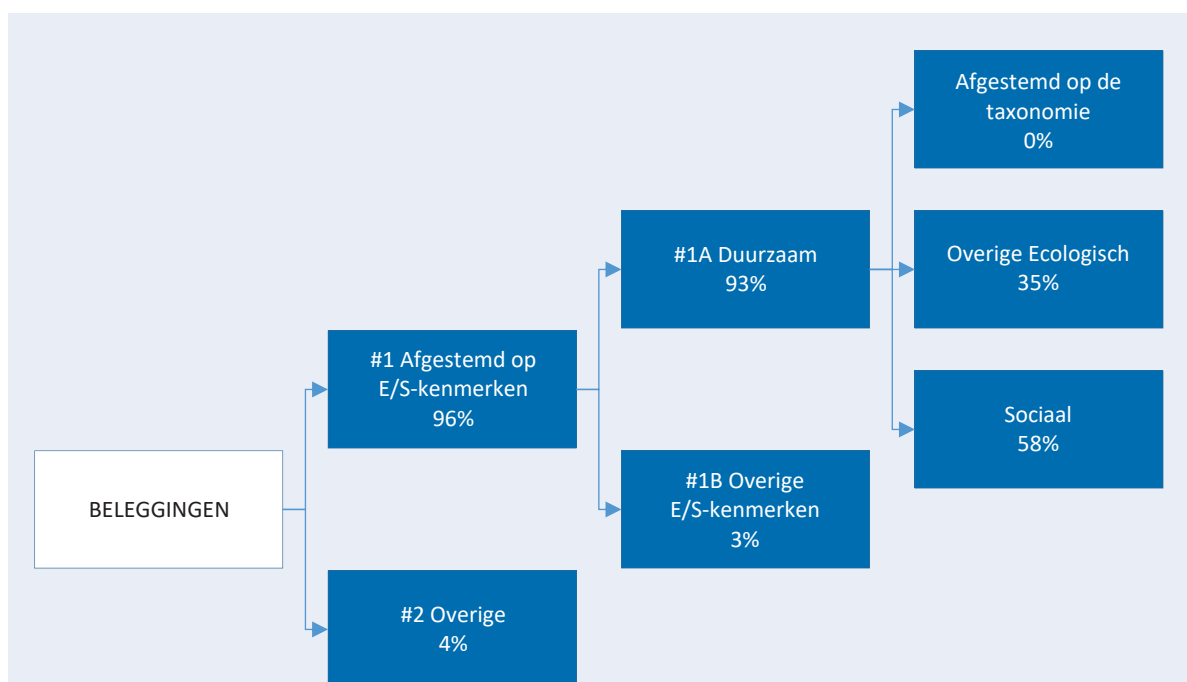 Afgestemd op de
taxonomie
0%
#1A Duurzaam
93%
Overige Ecologisch
35%
#1 Afgestemd op
E/S-kenmerken
96%
Sociaal
58%
BELEGGINGEN
#1B Overige
E/S-kenmerken
3%
#2 Overige
4%